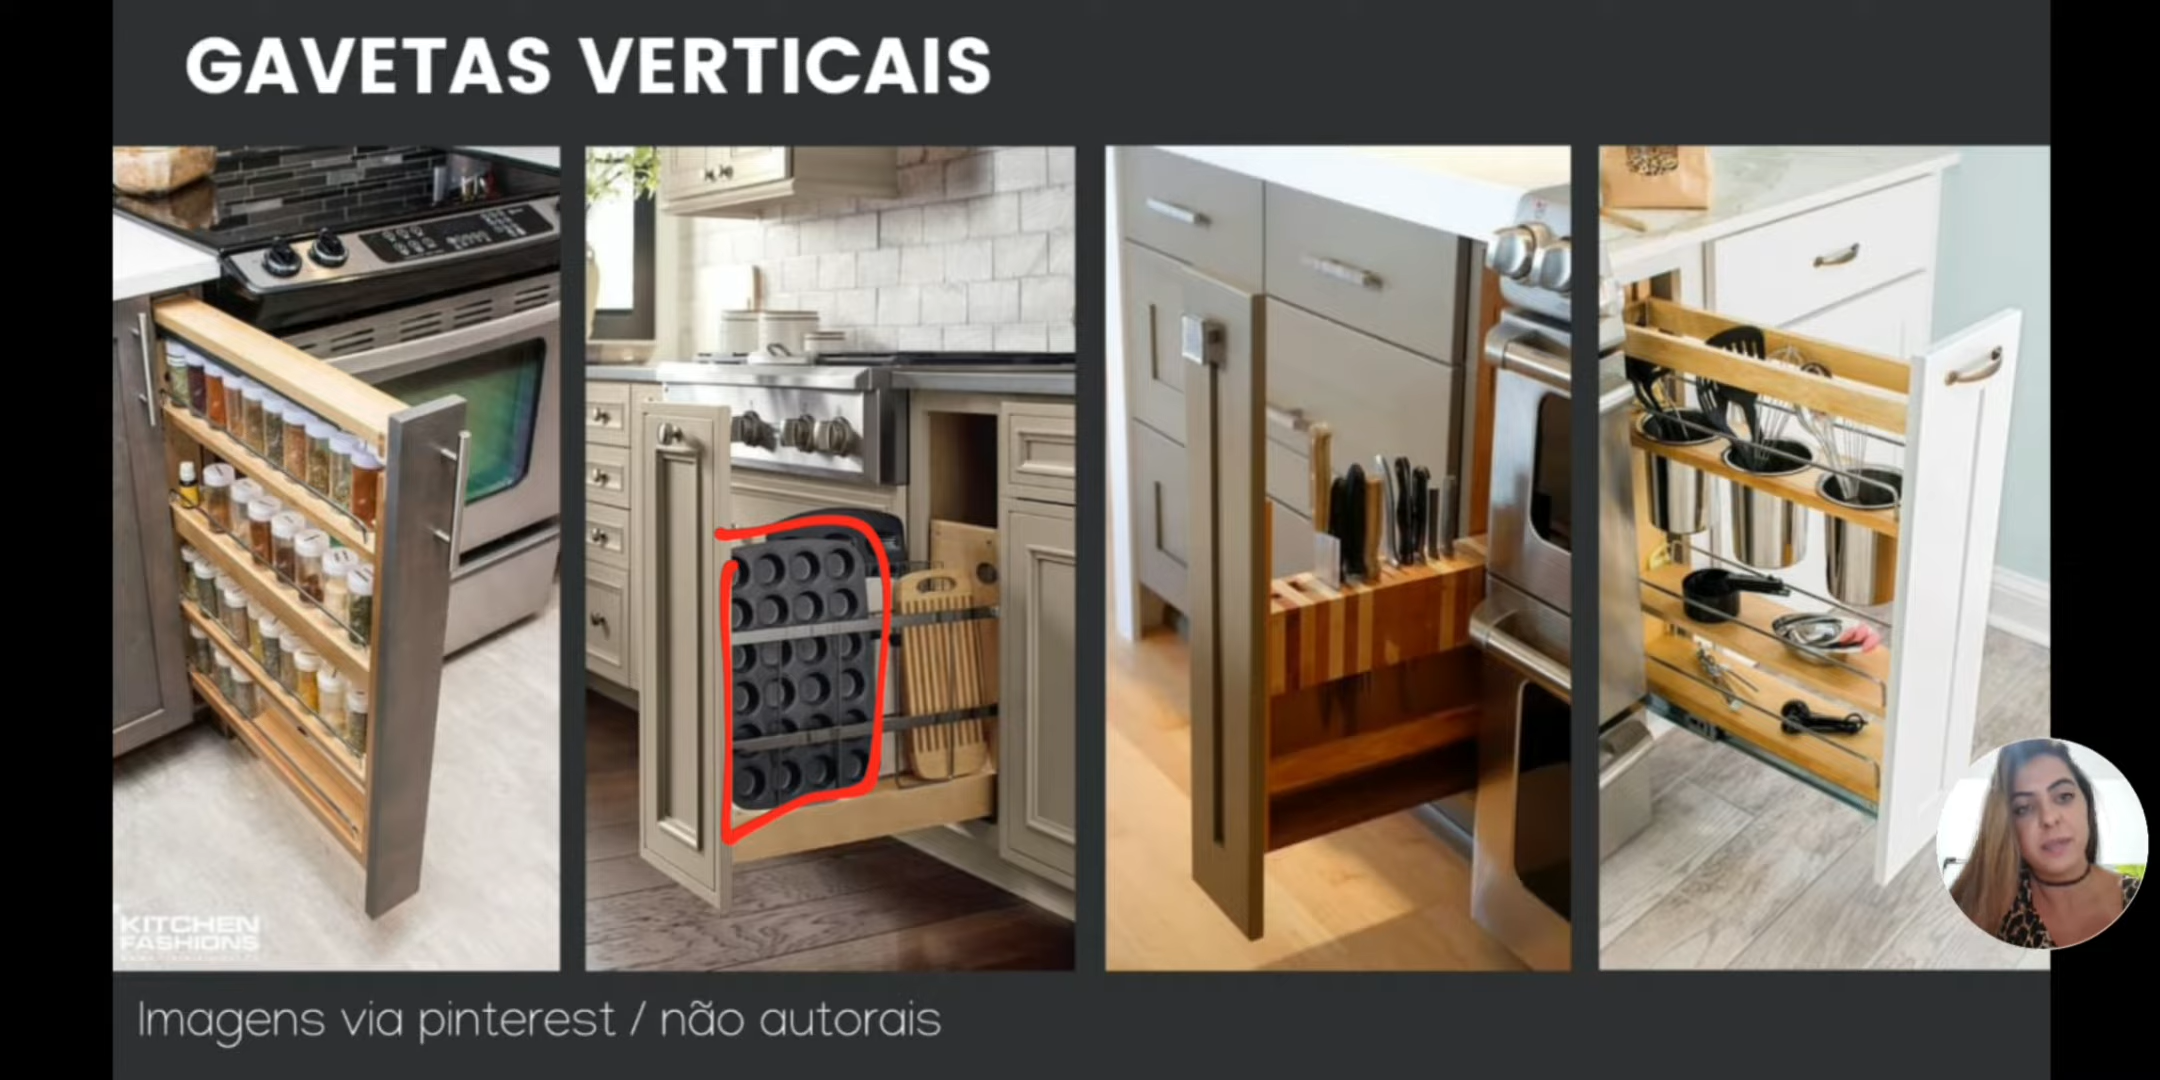 GAVETAS VERTICAIS
KITCHEN
FASHIONS
Imagens via pinterest / não autorais